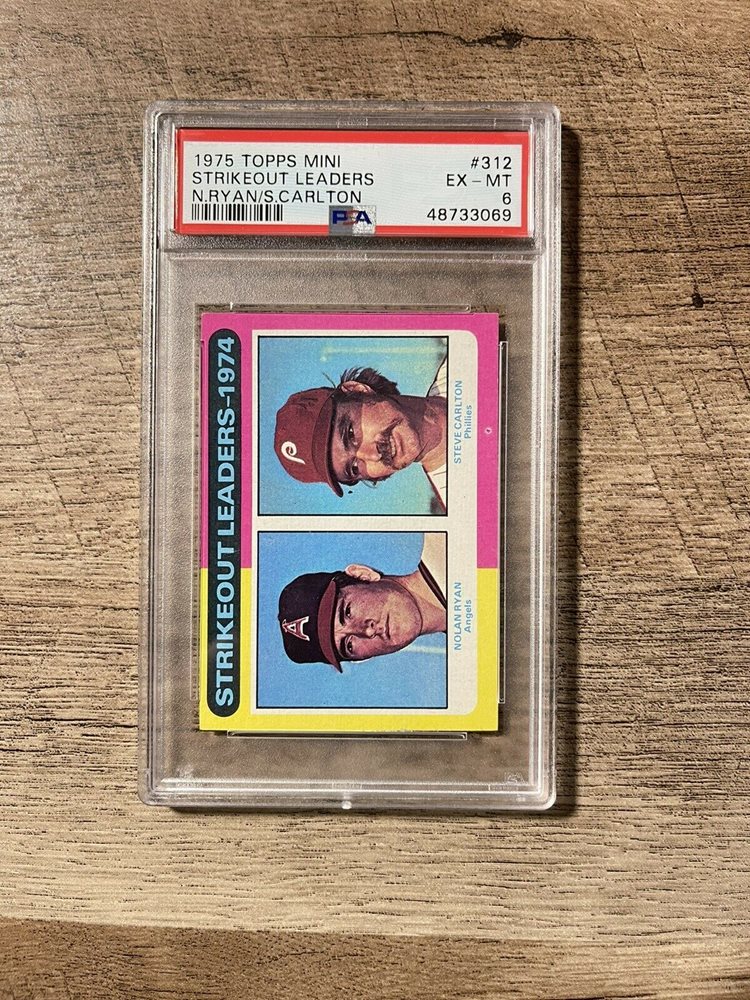 1975 TOPPS MINI #312
STRIKEOUT LEADERS EX-MT
N.RYAN/S.CARLTON 6
PSA 48733069
STRIKEOUT LEADERS-1974
P
STEVE CARLTON
Phillies
A
NOLAN RYAN
Angels